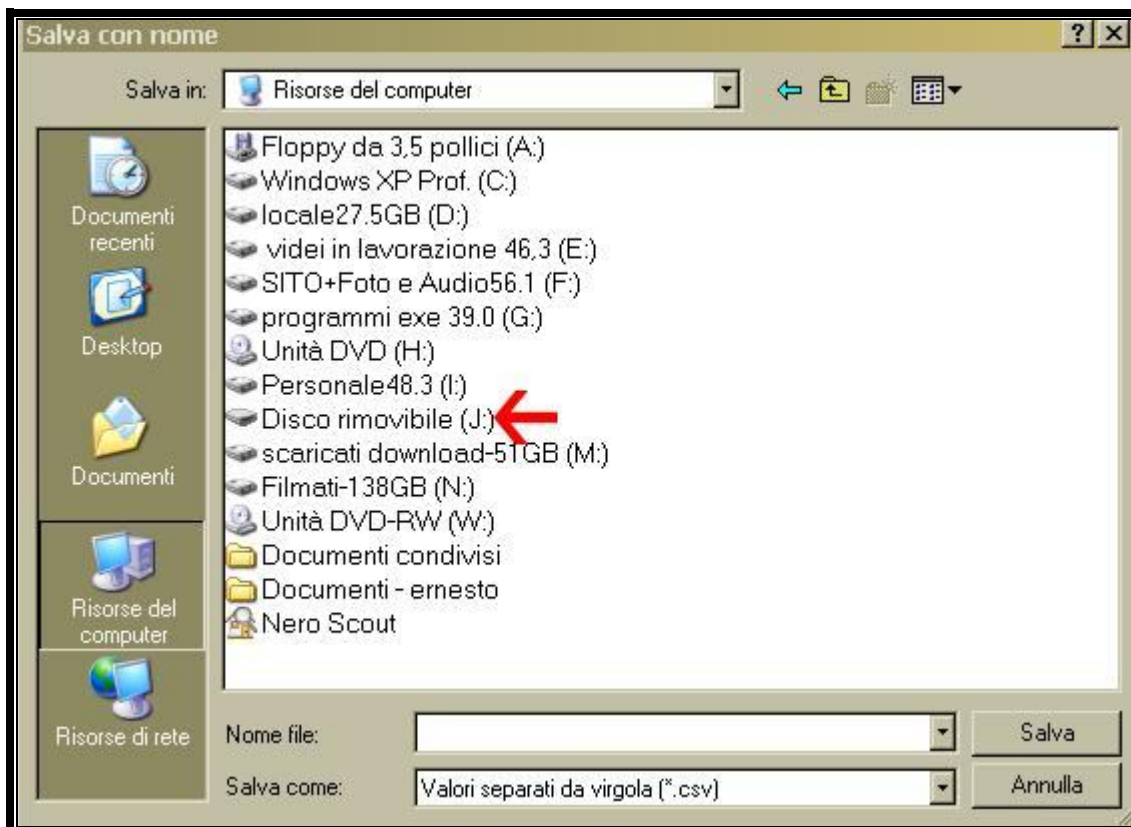 Salva con nome
Salva in:
Risorse del computer
Documenti
recenti
Desktop
Documenti
Risorse del
computer
Risorse di rete
Floppy da 3,5 pollici (A:)
Windows XP Prof. (C:)
locale27.5GB (D:)
videi in lavorazione 46,3 (E:)
SITO+Foto e Audio56.1 (F:)
programmi exe 39.0 (G:)
Unità DVD (H:)
Personale48.3 (I:)
Disco rimovibile (J:)
scaricati download-51GB (M:)
Filmati-138GB (N:)
Unità DVD-RW (W:)
Documenti condivisi
Documenti - ernesto
Nero Scout
Nome file:
Salva
Salva come:
Valori separati da virgola (*.csv)
Annulla